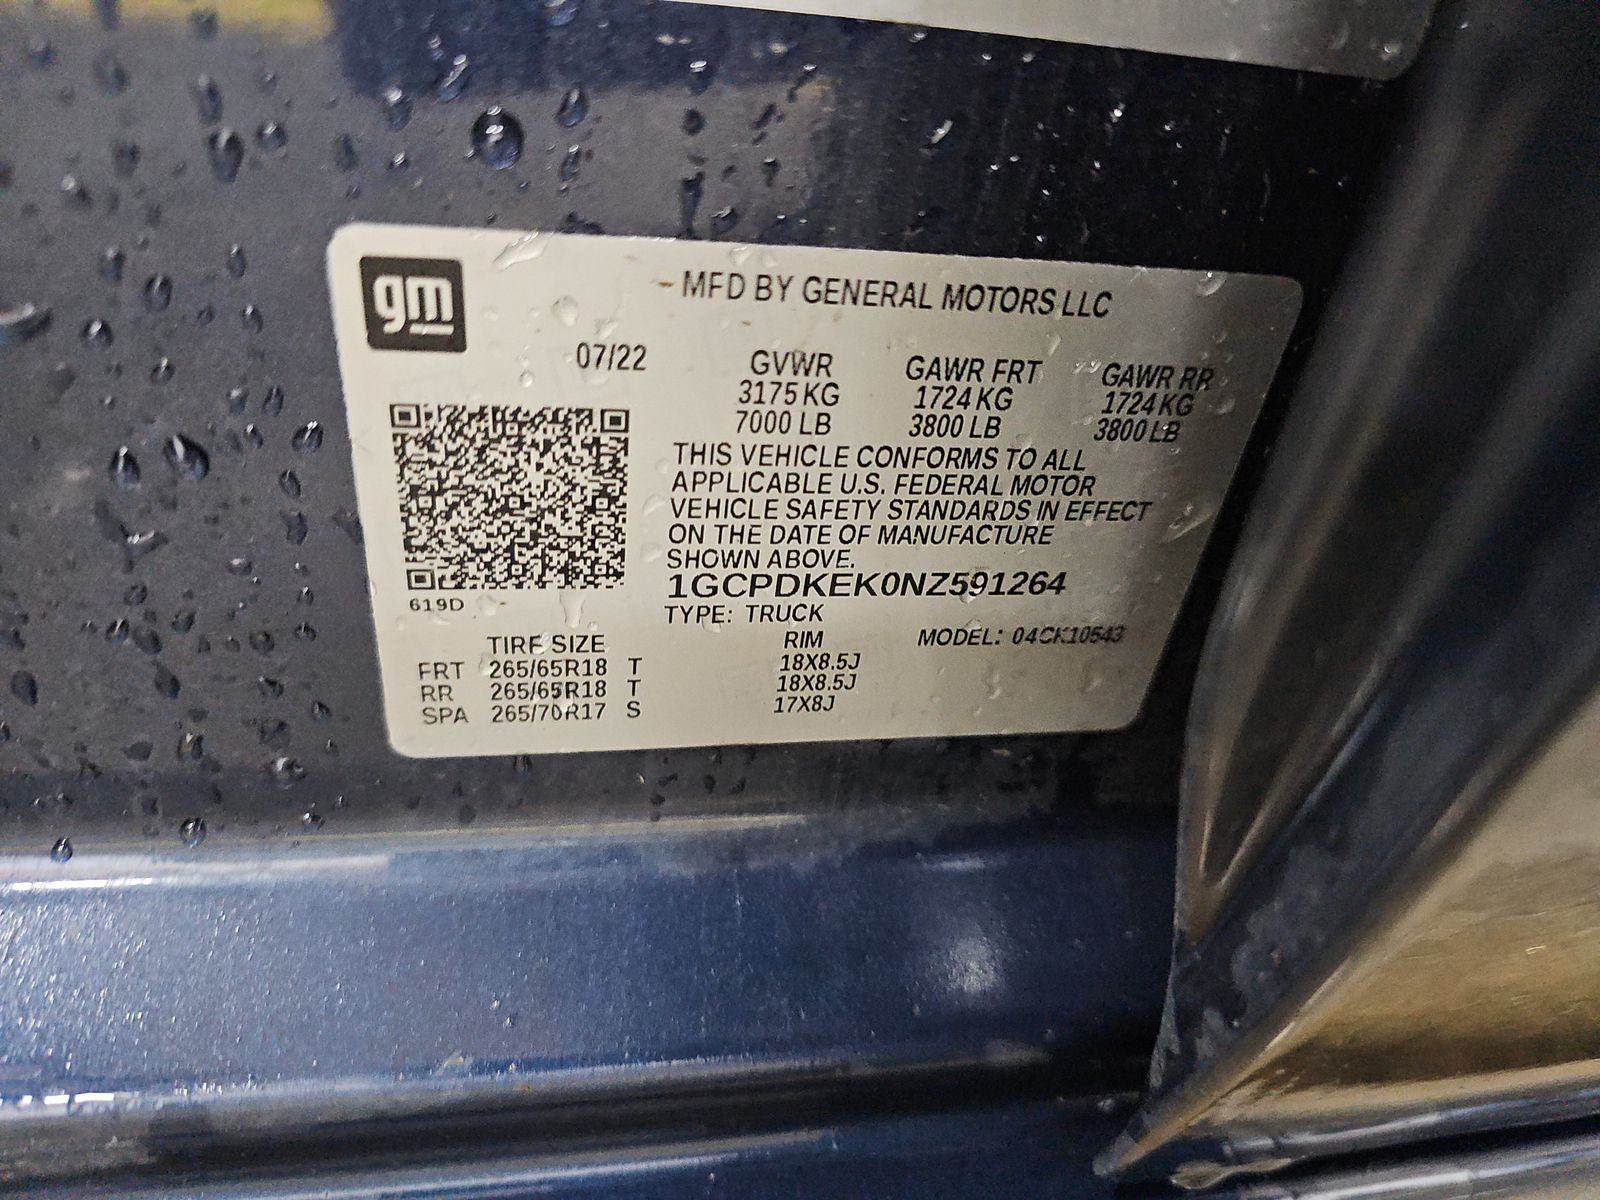 gm
MFD BY GENERAL MOTORS LLC
07/22 GVWR GAWR FRT GAWR RR
3175 KG 1724 KG 1724 KG
7000 LB 3800 LB 3800 LB
THIS VEHICLE CONFORMS TO ALL
APPLICABLE U.S. FEDERAL MOTOR
VEHICLE SAFETY STANDARDS IN EFFECT
ON THE DATE OF MANUFACTURE
SHOWN ABOVE.
1GCPDKEK0NZ591264
619D
TYPE: TRUCK
TIRE SIZE RIM MODEL: 04CK10543
FRT 265/65R18 T 18X8.5J
RR 265/65R18 T 18X8.5J
SPA 265/70R17 S 17X8J